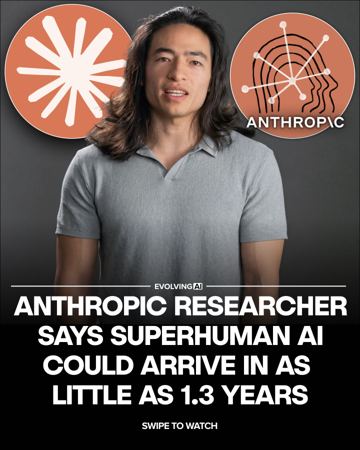 ANTHROP\C
EVOLVING AI
ANTHROPIC RESEARCHER
SAYS SUPERHUMAN AI
COULD ARRIVE IN AS
LITTLE AS 1.3 YEARS
SWIPE TO WATCH